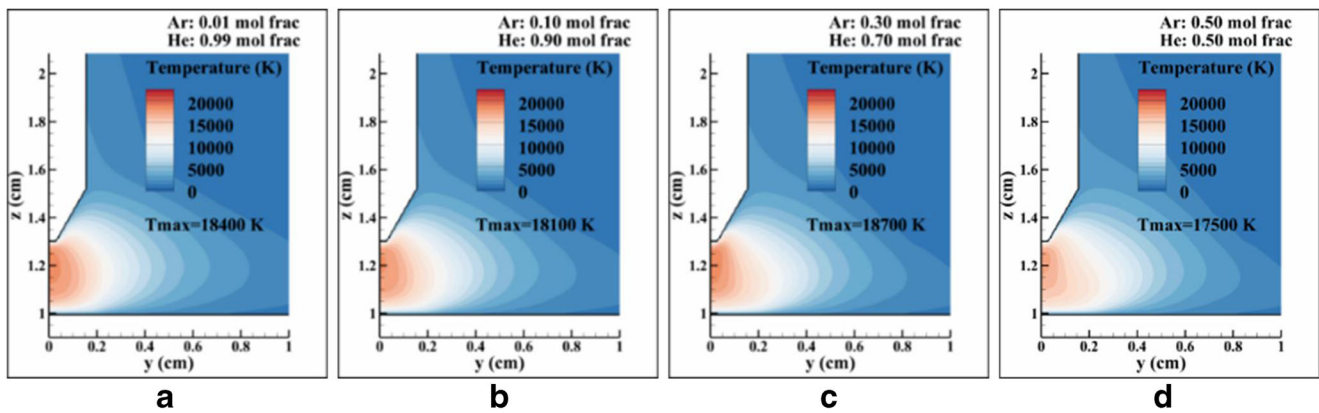 Ar: 0.01 mol frac
He: 0.99 mol frac
2
1.8
1.6
1.4
1.2
1
z (cm)
Temperature (K)
20000
15000
10000
5000
0
Tmax=18400 K
0
0.2
0.4
0.6
0.8
1
y (cm)
a
Ar: 0.10 mol frac
He: 0.90 mol frac
2
1.8
1.6
1.4
1.2
1
z (cm)
Temperature (K)
20000
15000
10000
5000
0
Tmax=18100 K
0
0.2
0.4
0.6
0.8
1
y (cm)
b
Ar: 0.30 mol frac
He: 0.70 mol frac
2
1.8
1.6
1.4
1.2
1
z (cm)
Temperature (K)
20000
15000
10000
5000
0
Tmax=18700 K
0
0.2
0.4
0.6
0.8
1
y (cm)
c
Ar: 0.50 mol frac
He: 0.50 mol frac
2
1.8
1.6
1.4
1.2
1
z (cm)
Temperature (K)
20000
15000
10000
5000
0
Tmax=17500 K
0
0.2
0.4
0.6
0.8
1
y (cm)
d